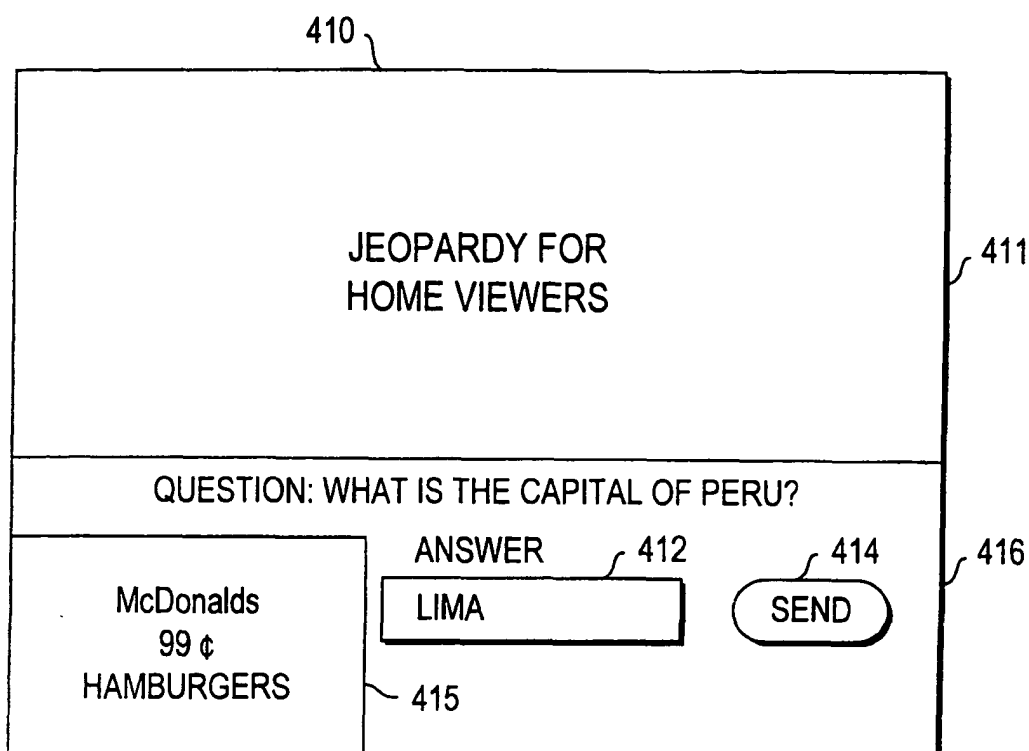 410
JEOPARDY FOR
HOME VIEWERS
411
QUESTION: WHAT IS THE CAPITAL OF PERU?
ANSWER
412
414
416
LIMA
SEND
McDonalds
99 ¢
HAMBURGERS
415